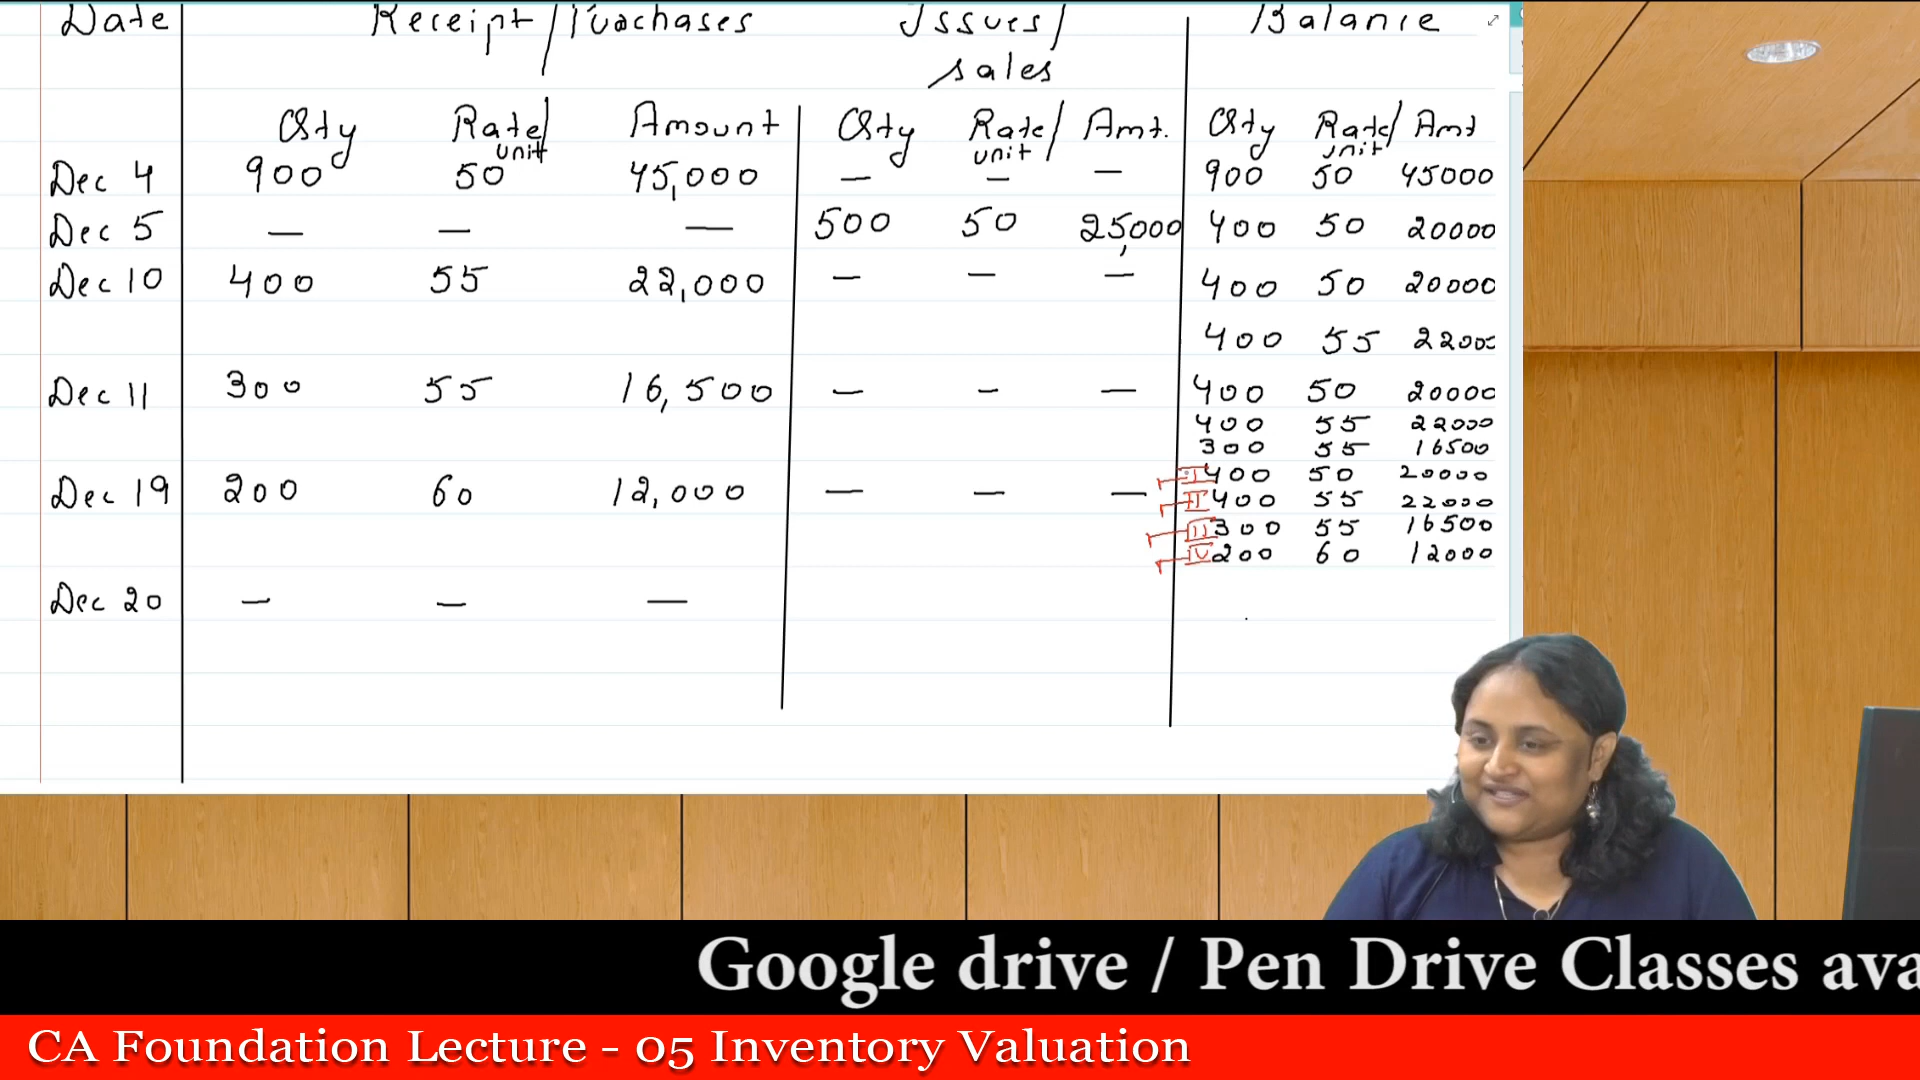 Date Receipt/Purchases Issues/ Balance
sales
Qty Rate/unit Amount Qty Rate/unit Amt. Qty Rate/unit Amt
Dec 4 900 50 45,000 — — — 900 50 45000
Dec 5 — — — 500 50 25,000 400 50 20000
Dec 10 400 55 22,000 — — — 400 50 20000
400 55 22000
Dec 11 300 55 16,500 — — — 400 50 20000
400 55 22000
300 55 16500
I 400 50 20000
Dec 19 200 60 12,000 — — — II 400 55 22000
III 300 55 16500
IV 200 60 12000
Dec 20 — — —
Google drive / Pen Drive Classes ava
CA Foundation Lecture - 05 Inventory Valuation